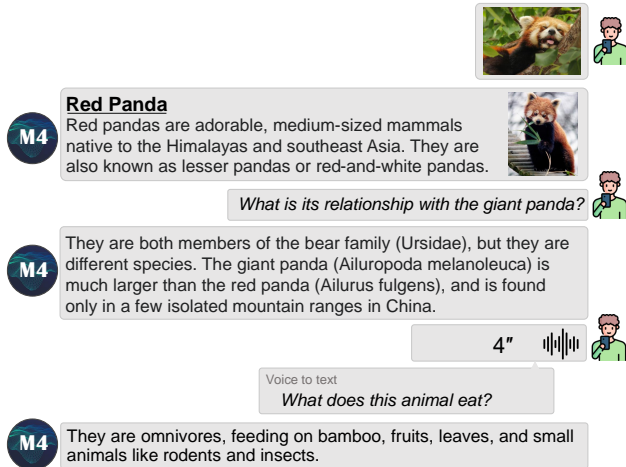 M4
Red Panda
Red pandas are adorable, medium-sized mammals
native to the Himalayas and southeast Asia. They are
also known as lesser pandas or red-and-white pandas.
What is its relationship with the giant panda?
M4
They are both members of the bear family (Ursidae), but they are
different species. The giant panda (Ailuropoda melanoleuca) is
much larger than the red panda (Ailurus fulgens), and is found
only in a few isolated mountain ranges in China.
4″
Voice to text
What does this animal eat?
M4
They are omnivores, feeding on bamboo, fruits, leaves, and small
animals like rodents and insects.